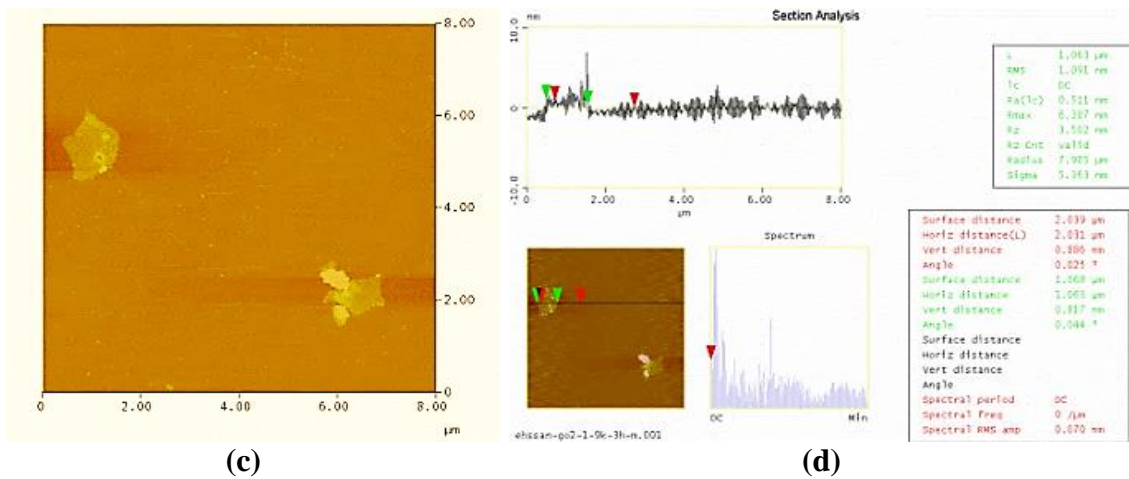 8.00
6.00
4.00
2.00
0
0 2.00 4.00 6.00 8.00
µm
(c)
Section Analysis
nm
10.0
0
-10.0
0 2.00 4.00 6.00 8.00
µm
Spectrum
DC Min
ehssan-go2-1-9k-3h-m.001
L 1.063 µm
RMS 1.091 nm
lc DC
Ra(lc) 0.511 nm
Rmax 6.307 nm
Rz 3.502 nm
Rz Cnt valid
Radius 7.985 µm
Sigma nm
Surface distance 2.039 µm
Horiz distance(L) 2.031 µm
Vert distance 0.886 nm
Angle 0.025 °
Surface distance 1.068 µm
Horiz distance 1.063 µm
Vert distance 0.817 nm
Angle 0.044 °
Surface distance
Horiz distance
Vert distance
Angle
Spectral period DC
Spectral freq 0 /µm
Spectral RMS amp 0.070 nm
(d)